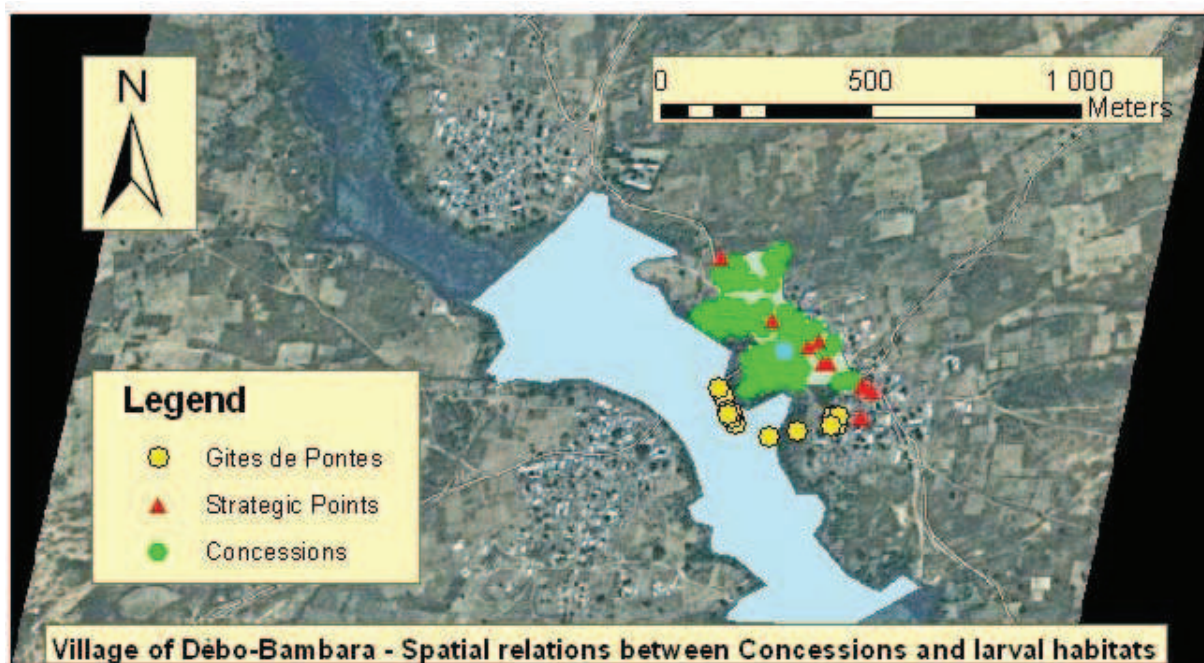 N
0 500 1 000
Meters
Legend
Gites de Pontes
Strategic Points
Concessions
Village of Débo-Bambara - Spatial relations between Concessions and larval habitats